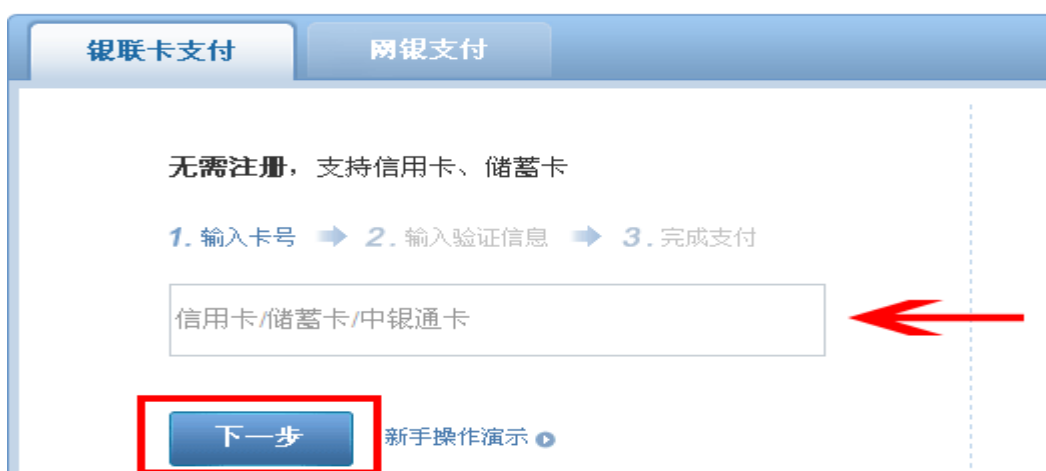 银联卡支付 网银支付
无需注册，支持信用卡、储蓄卡
1. 输入卡号 2. 输入验证信息 3. 完成支付
信用卡/储蓄卡/中银通卡
下一步 新手操作演示